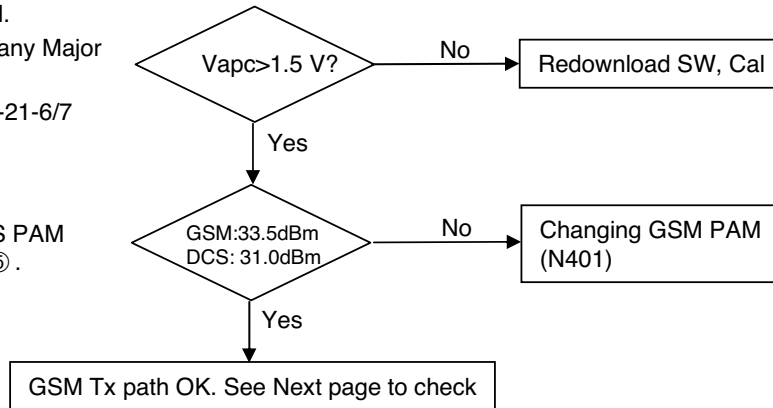 l.
any Major
-21-6/7
S PAM
⑥ .
Vapc>1.5 V?
No
Redownload SW, Cal
Yes
GSM:33.5dBm
DCS: 31.0dBm
No
Changing GSM PAM
(N401)
Yes
GSM Tx path OK. See Next page to check